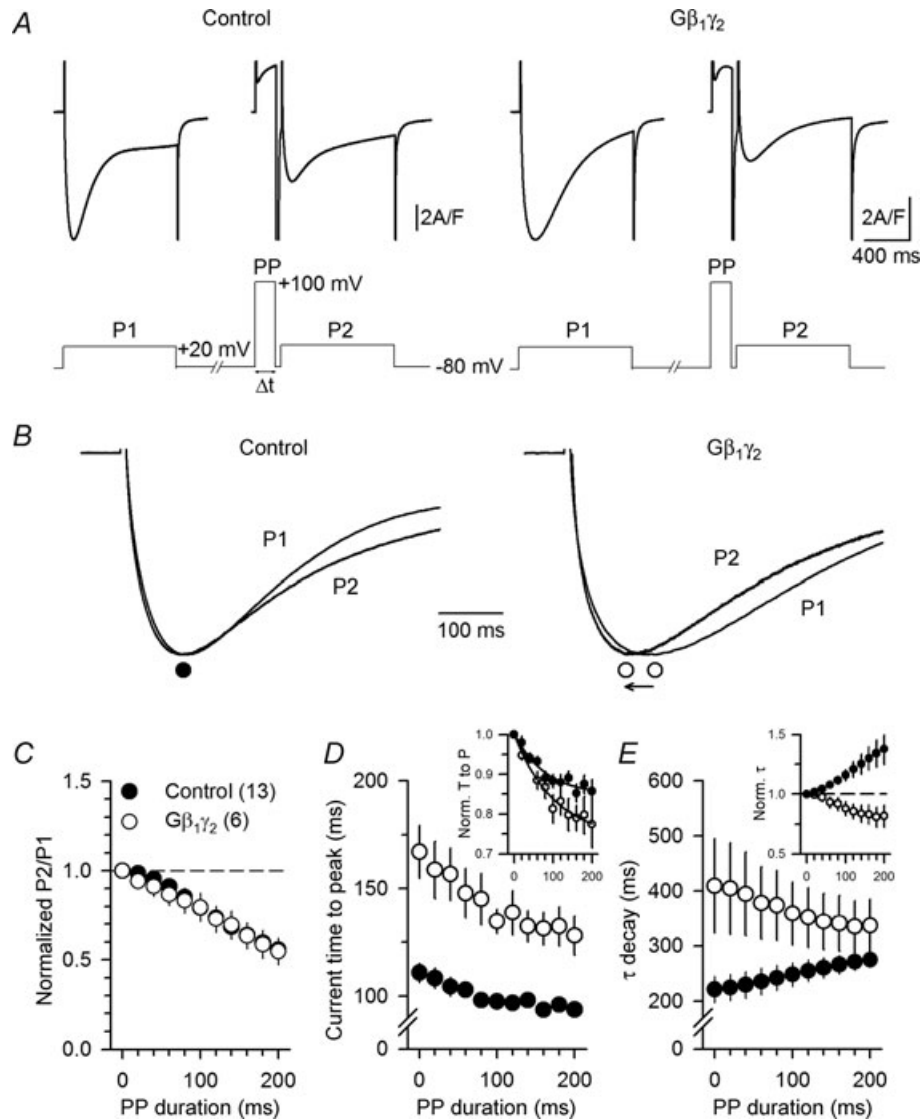 A
Control
Gβ₁γ₂
2A/F
2A/F
400 ms
PP
+100 mV
P1
+20 mV
P2
Δt
-80 mV
PP
P1
P2
B
Control
Gβ₁γ₂
P1
P2
100 ms
P2
P1
C
Normalized P2/P1
1.5
1.0
0.5
0.0
Control (13)
Gβ₁γ₂ (6)
0 100 200
PP duration (ms)
D
Current time to peak (ms)
200
150
100
0
0 100 200
PP duration (ms)
Norm. T to P
1.0
0.9
0.8
0.7
0 100 200
E
τ decay (ms)
600
500
400
300
200
0
0 100 200
PP duration (ms)
Norm. τ
1.5
1.0
0.5
0 100 200